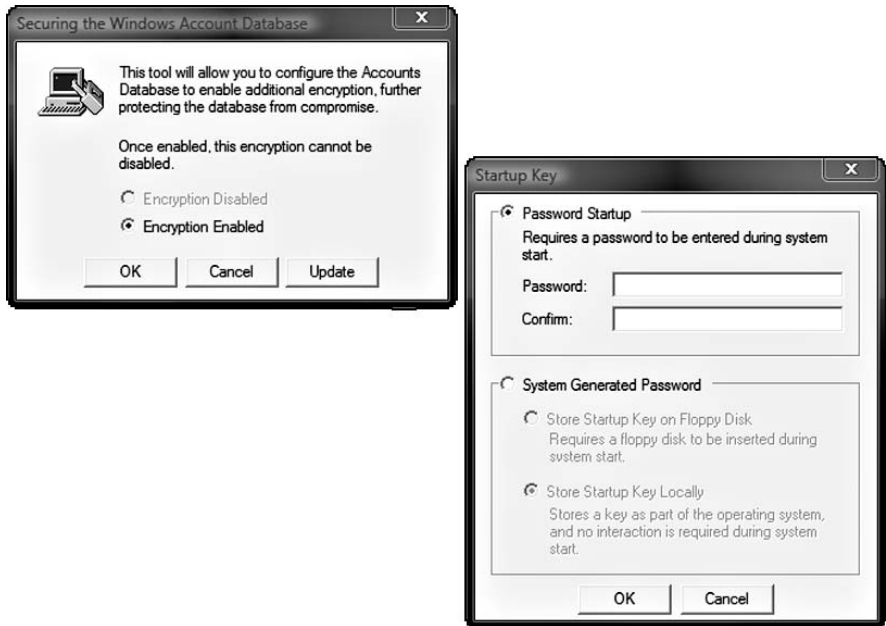 Securing the Windows Account Database
X
This tool will allow you to configure the Accounts
Database to enable additional encryption, further
protecting the database from compromise.
Once enabled, this encryption cannot be
disabled.
Encryption Disabled
Encryption Enabled
OK Cancel Update
Startup Key
X
Password Startup
Requires a password to be entered during system
start.
Password:
Confirm:
System Generated Password
Store Startup Key on Floppy Disk
Requires a floppy disk to be inserted during
system start.
Store Startup Key Locally
Stores a key as part of the operating system,
and no interaction is required during system
start.
OK Cancel